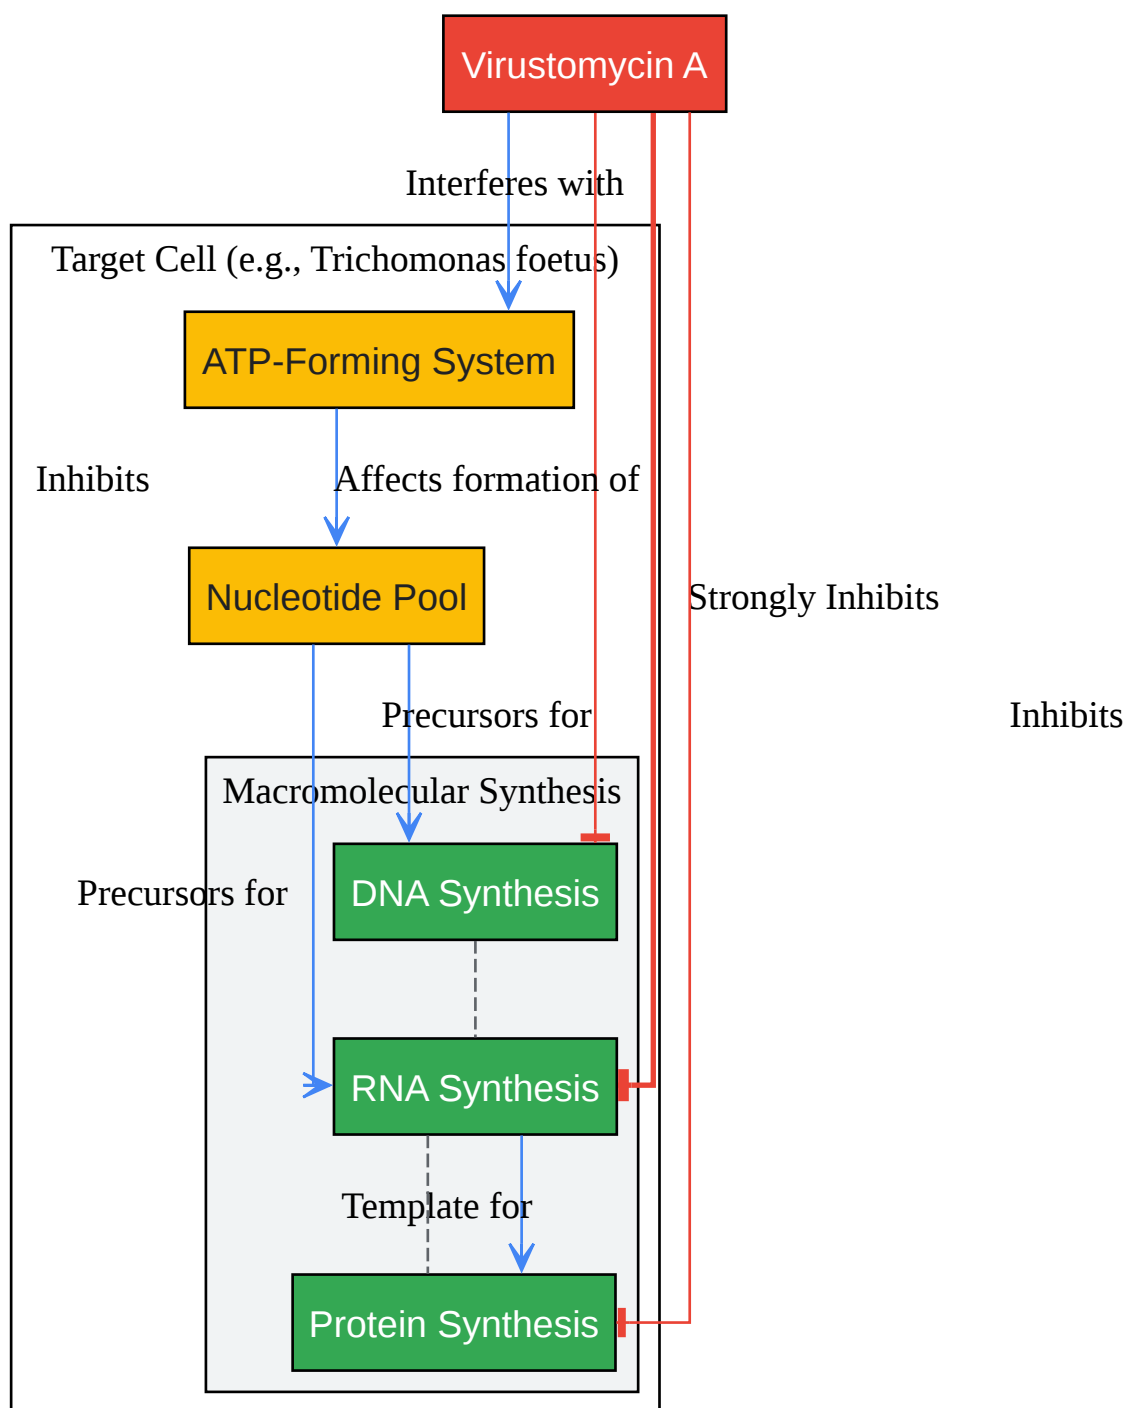 Virustomycin A
Interferes with
Target Cell (e.g., Trichomonas foetus)
ATP-Forming System
Inhibits
Affects formation of
Nucleotide Pool
Strongly Inhibits
Precursors for
Inhibits
Macromolecular Synthesis
DNA Synthesis
Precursors for
RNA Synthesis
Template for
Protein Synthesis